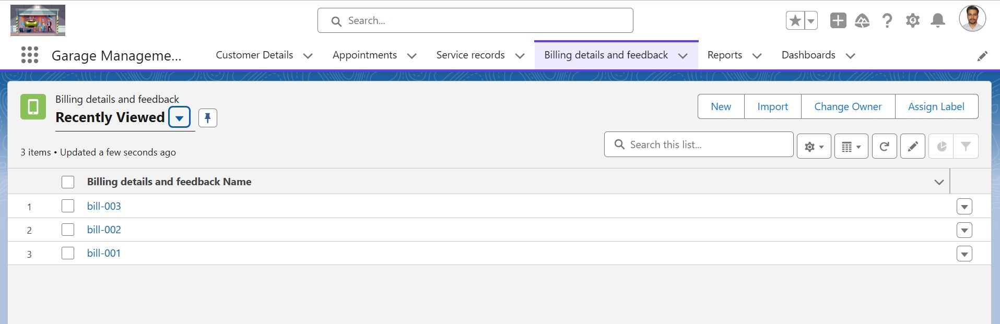 Search...
Garage Manageme...
Customer Details
Appointments
Service records
Billing details and feedback
Reports
Dashboards
Billing details and feedback
Recently Viewed
New
Import
Change Owner
Assign Label
3 items • Updated a few seconds ago
Search this list...
Billing details and feedback Name
1 bill-003
2 bill-002
3 bill-001